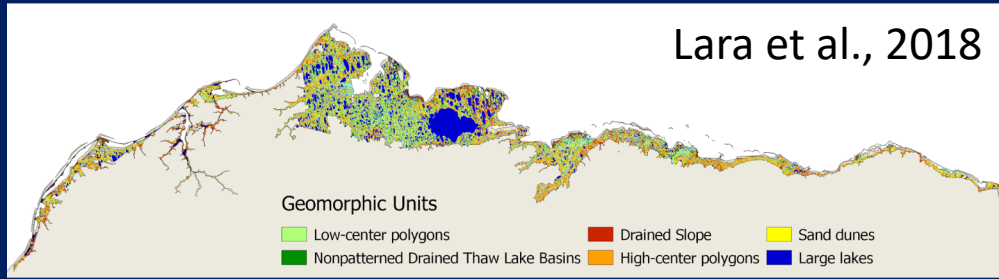 Lara et al., 2018
Geomorphic Units
Low-center polygons
Drained Slope
Sand dunes
Nonpatterned Drained Thaw Lake Basins
High-center polygons
Large lakes